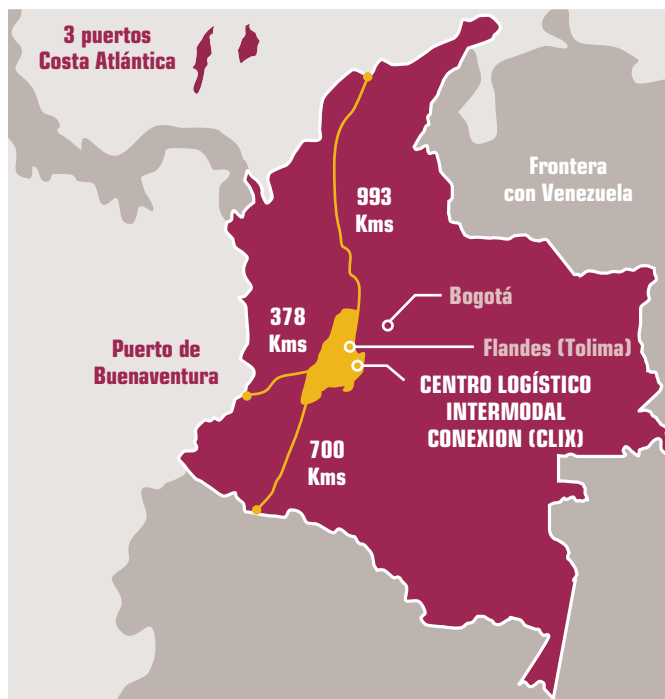 3 puertos
Costa Atlántica
Frontera
con Venezuela
993
Kms
Bogotá
378
Kms
Flandes (Tolima)
Puerto de
Buenaventura
CENTRO LOGÍSTICO
INTERMODAL
CONEXION (CLIX)
700
Kms